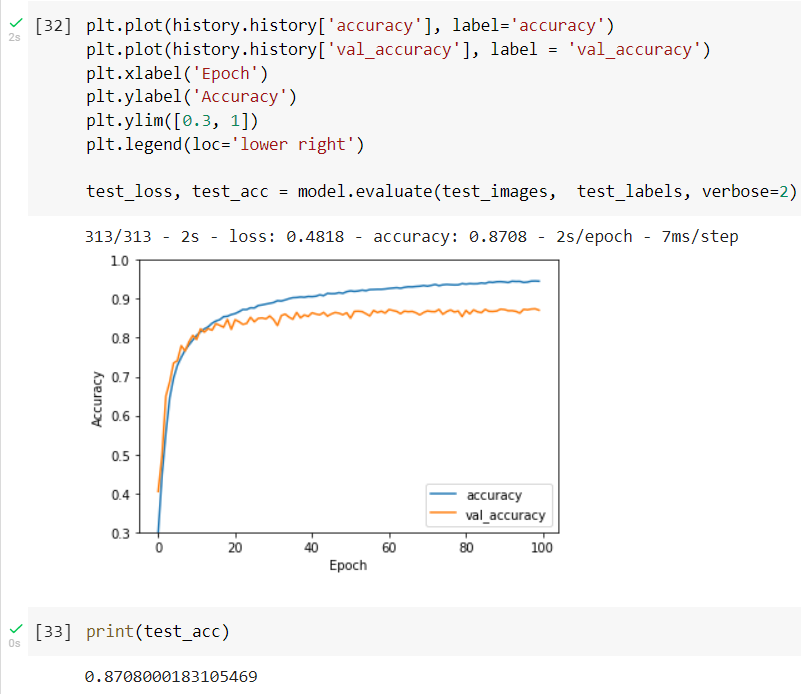 [32] plt.plot(history.history['accuracy'], label='accuracy')
2s
plt.plot(history.history['val_accuracy'], label = 'val_accuracy')
plt.xlabel('Epoch')
plt.ylabel('Accuracy')
plt.ylim([0.3, 1])
plt.legend(loc='lower right')
test_loss, test_acc = model.evaluate(test_images,  test_labels, verbose=2)
313/313 - 2s - loss: 0.4818 - accuracy: 0.8708 - 2s/epoch - 7ms/step
1.0
0.9
0.8
0.7
0.6
0.5
0.4
0.3
Accuracy
accuracy
val_accuracy
0 20 40 60 80 100
Epoch
[33] print(test_acc)
0s
0.8708000183105469